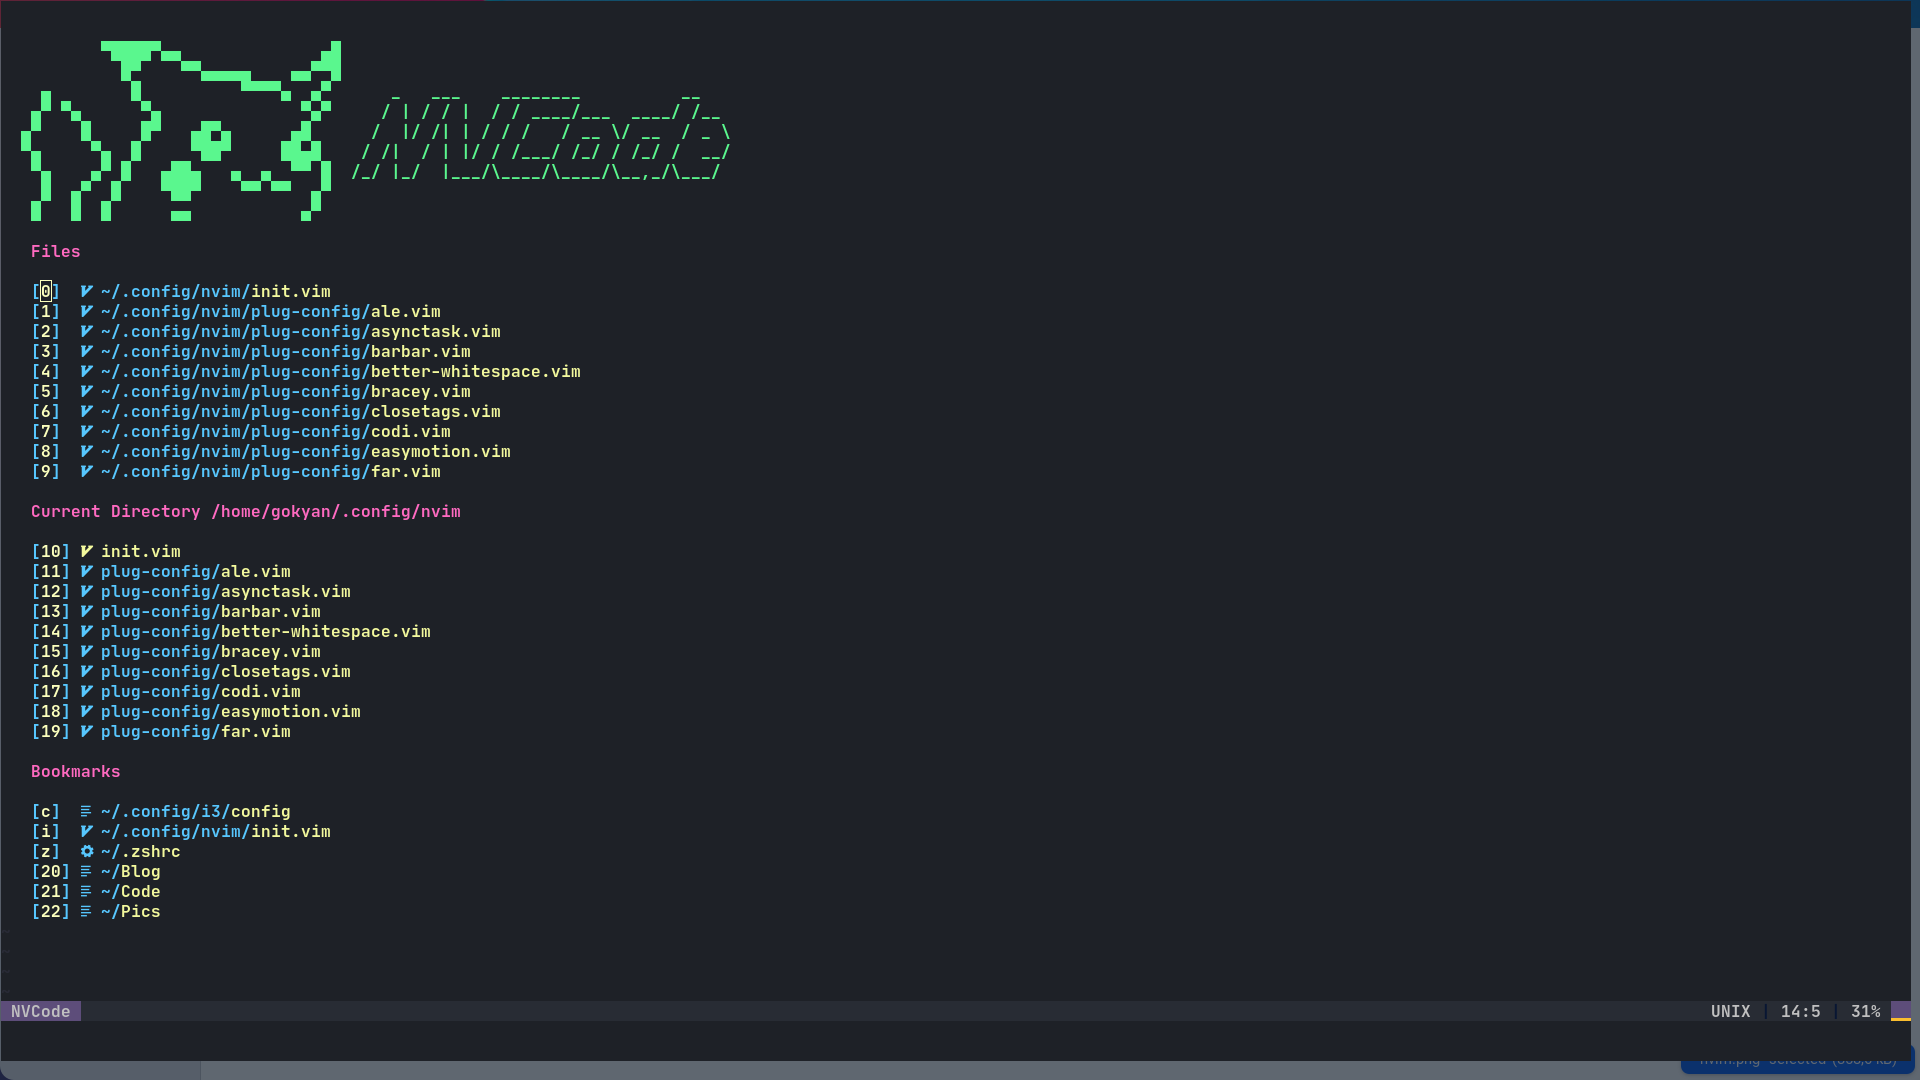 NVCode
Files
[0] ~/.config/nvim/init.vim
[1] ~/.config/nvim/plug-config/ale.vim
[2] ~/.config/nvim/plug-config/asynctask.vim
[3] ~/.config/nvim/plug-config/barbar.vim
[4] ~/.config/nvim/plug-config/better-whitespace.vim
[5] ~/.config/nvim/plug-config/bracey.vim
[6] ~/.config/nvim/plug-config/closetags.vim
[7] ~/.config/nvim/plug-config/codi.vim
[8] ~/.config/nvim/plug-config/easymotion.vim
[9] ~/.config/nvim/plug-config/far.vim
Current Directory /home/gokyan/.config/nvim
[10] init.vim
[11] plug-config/ale.vim
[12] plug-config/asynctask.vim
[13] plug-config/barbar.vim
[14] plug-config/better-whitespace.vim
[15] plug-config/bracey.vim
[16] plug-config/closetags.vim
[17] plug-config/codi.vim
[18] plug-config/easymotion.vim
[19] plug-config/far.vim
Bookmarks
[c] ~/.config/i3/config
[i] ~/.config/nvim/init.vim
[z] ~/.zshrc
[20] ~/Blog
[21] ~/Code
[22] ~/Pics
~
~
~
~
NVCode UNIX | 14:5 | 31%